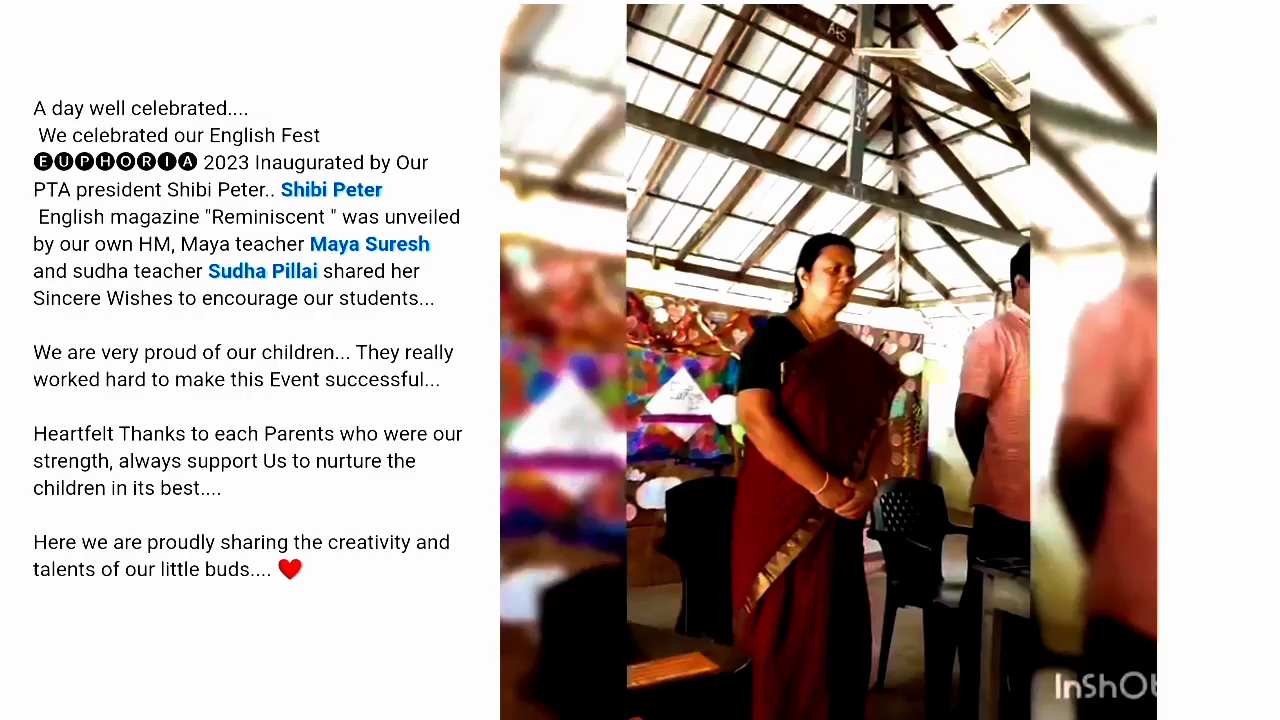 A day well celebrated....
We celebrated our English Fest
🅔🅤🅟🅗🅞🅡🅘🅐 2023 Inaugurated by Our
PTA president Shibi Peter.. Shibi Peter
English magazine "Reminiscent " was unveiled
by our own HM, Maya teacher Maya Suresh
and sudha teacher Sudha Pillai shared her
Sincere Wishes to encourage our students...
We are very proud of our children... They really
worked hard to make this Event successful...
Heartfelt Thanks to each Parents who were our
strength, always support Us to nurture the
children in its best....
Here we are proudly sharing the creativity and
talents of our little buds.... ❤️
InShO